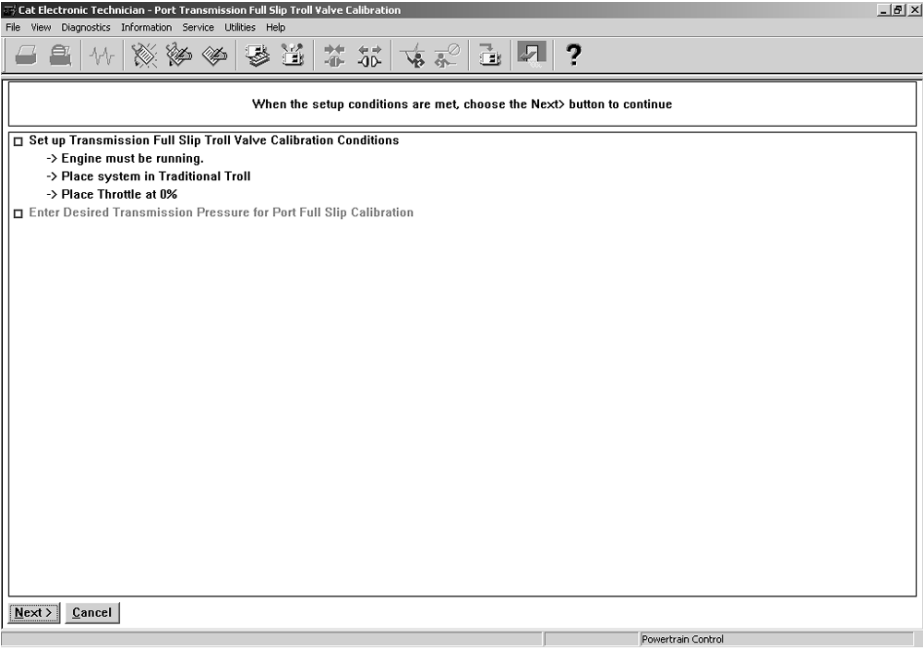 Cat Electronic Technician - Port Transmission Full Slip Troll Valve Calibration
File View Diagnostics Information Service Utilities Help
?
When the setup conditions are met, choose the Next> button to continue
Set up Transmission Full Slip Troll Valve Calibration Conditions
-> Engine must be running.
-> Place system in Traditional Troll
-> Place Throttle at 0%
Enter Desired Transmission Pressure for Port Full Slip Calibration
Next > Cancel
Powertrain Control